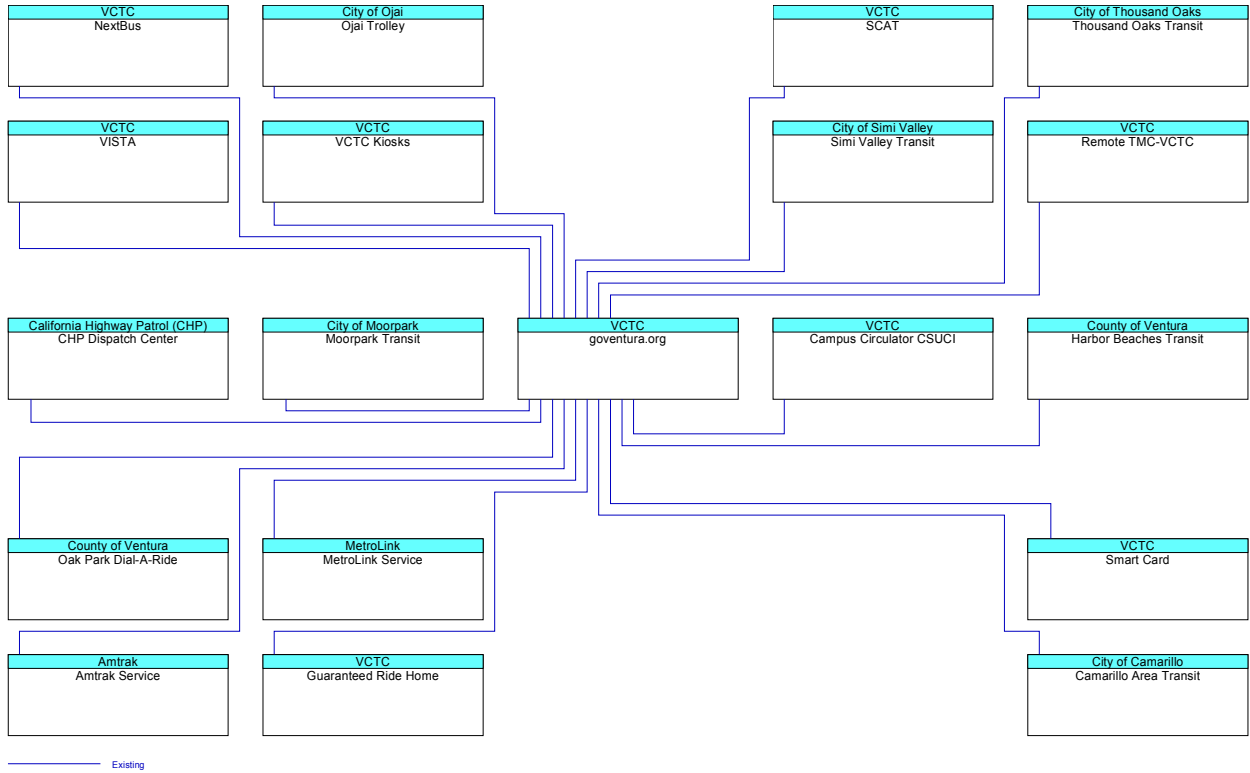 VCTC
NextBus
City of Ojai
Ojai Trolley
VCTC
SCAT
City of Thousand Oaks
Thousand Oaks Transit
VCTC
VISTA
VCTC
VCTC Kiosks
City of Simi Valley
Simi Valley Transit
VCTC
Remote TMC-VCTC
California Highway Patrol (CHP)
CHP Dispatch Center
City of Moorpark
Moorpark Transit
VCTC
goventura.org
VCTC
Campus Circulator CSUCI
County of Ventura
Harbor Beaches Transit
County of Ventura
Oak Park Dial-A-Ride
MetroLink
MetroLink Service
VCTC
Smart Card
Amtrak
Amtrak Service
VCTC
Guaranteed Ride Home
City of Camarillo
Camarillo Area Transit
Existing